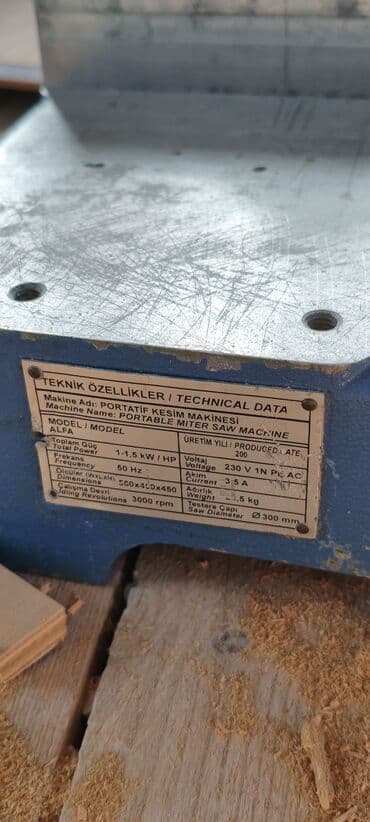 TEKNİK ÖZELLİKLER / TECHNICAL DATA
Makine Adı: PORTATİF KESİM MAKİNESİ
Machine Name: PORTABLE MITER SAW MACHINE
MODEL / MODEL
ALFA
ÜRETİM YILI / PRODUCED
200
Toplam Güç
Total Power
1-1,5 kW / HP
Voltaj
Voltage
230 V 1N AC
Frekans
Frequency
50 Hz
Akım
Current
3,5 A
Ölçüler
Dimensions
Ağırlık
Weight
kg
Çalışma Devri
Idling Revolutions
3000 rpm
Testere Çapı
Saw Diameter
Ø 300 mm